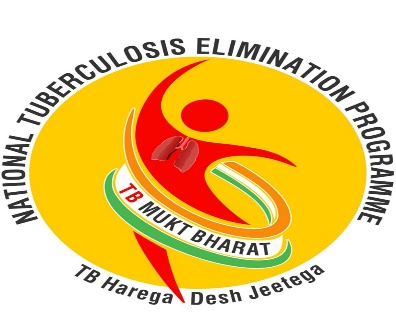 NATIONAL TUBERCULOSIS ELIMINATION PROGRAMME
TB MUKT BHARAT
TB Harega Desh Jeetega